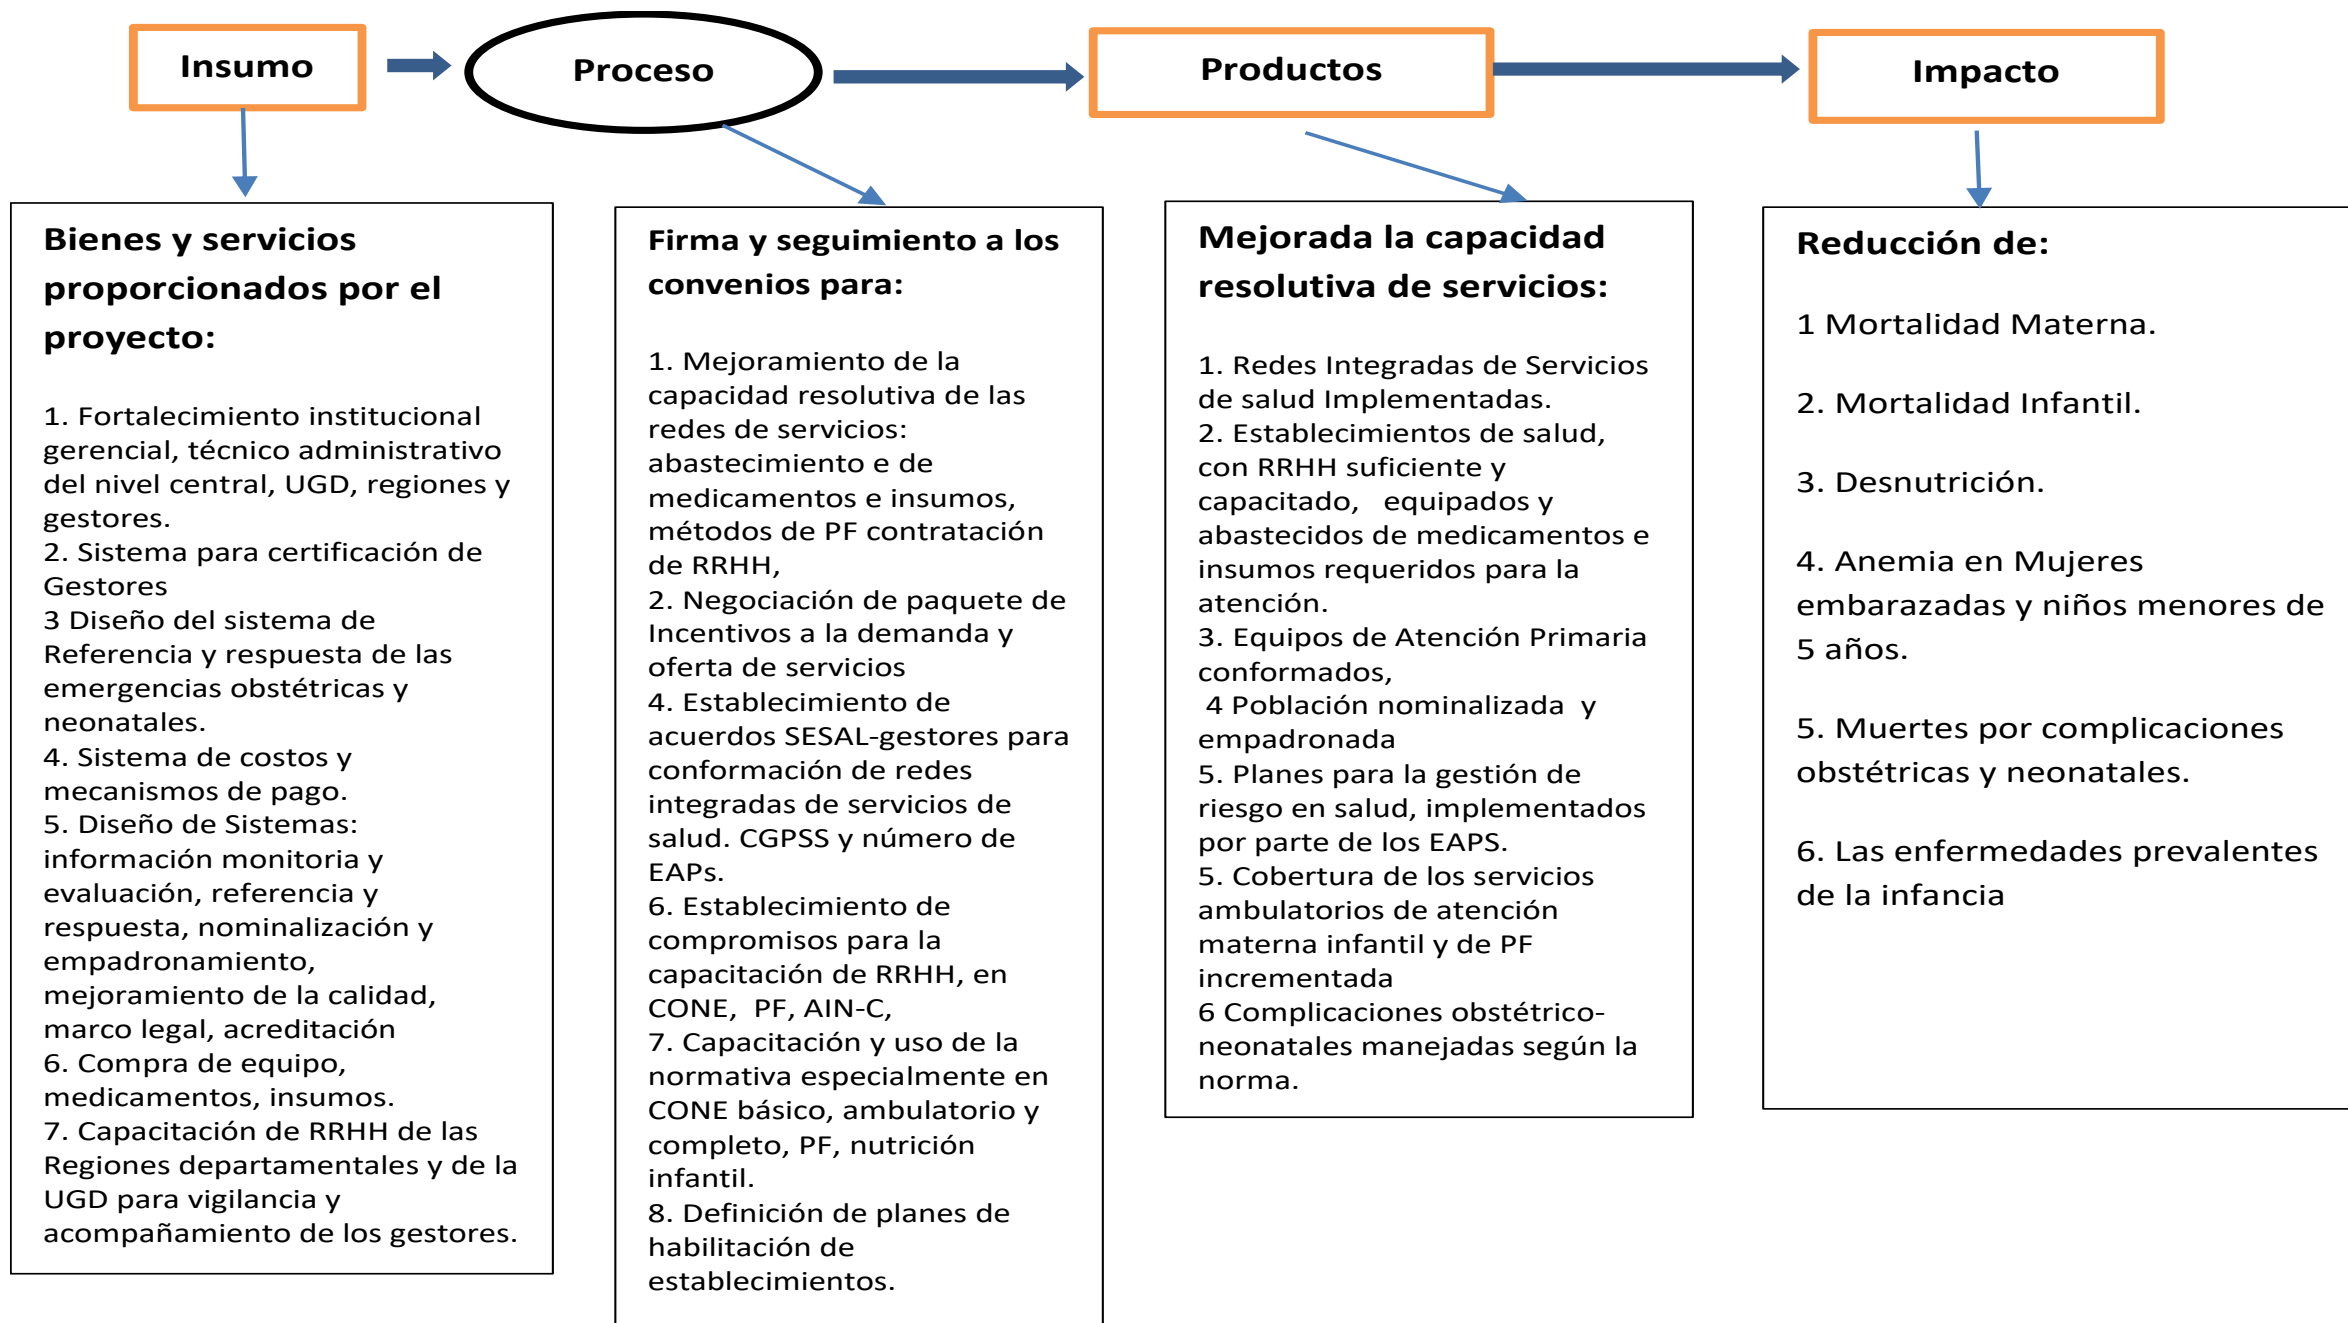 Insumo
Proceso
Productos
Impacto
Bienes y servicios
proporcionados por el
proyecto:
1. Fortalecimiento institucional
gerencial, técnico administrativo
del nivel central, UGD, regiones y
gestores.
2. Sistema para certificación de
Gestores
3 Diseño del sistema de
Referencia y respuesta de las
emergencias obstétricas y
neonatales.
4. Sistema de costos y
mecanismos de pago.
5. Diseño de Sistemas:
información monitoria y
evaluación, referencia y
respuesta, nominalización y
empadronamiento,
mejoramiento de la calidad,
marco legal, acreditación
6. Compra de equipo,
medicamentos, insumos.
7. Capacitación de RRHH de las
Regiones departamentales y de la
UGD para vigilancia y
acompañamiento de los gestores.
Firma y seguimiento a los
convenios para:
1. Mejoramiento de la
capacidad resolutiva de las
redes de servicios:
abastecimiento e de
medicamentos e insumos,
métodos de PF contratación
de RRHH,
2. Negociación de paquete de
Incentivos a la demanda y
oferta de servicios
4. Establecimiento de
acuerdos SESAL-gestores para
conformación de redes
integradas de servicios de
salud. CGPSS y número de
EAPs.
6. Establecimiento de
compromisos para la
capacitación de RRHH, en
CONE, PF, AIN-C,
7. Capacitación y uso de la
normativa especialmente en
CONE básico, ambulatorio y
completo, PF, nutrición
infantil.
8. Definición de planes de
habilitación de
establecimientos.
Mejorada la capacidad
resolutiva de servicios:
1. Redes Integradas de Servicios
de salud Implementadas.
2. Establecimientos de salud,
con RRHH suficiente y
capacitado, equipados y
abastecidos de medicamentos e
insumos requeridos para la
atención.
3. Equipos de Atención Primaria
conformados,
4 Población nominalizada y
empadronada
5. Planes para la gestión de
riesgo en salud, implementados
por parte de los EAPS.
5. Cobertura de los servicios
ambulatorios de atención
materna infantil y de PF
incrementada
6 Complicaciones obstétrico-
neonatales manejadas según la
norma.
Reducción de:
1 Mortalidad Materna.
2. Mortalidad Infantil.
3. Desnutrición.
4. Anemia en Mujeres
embarazadas y niños menores de
5 años.
5. Muertes por complicaciones
obstétricas y neonatales.
6. Las enfermedades prevalentes
de la infancia